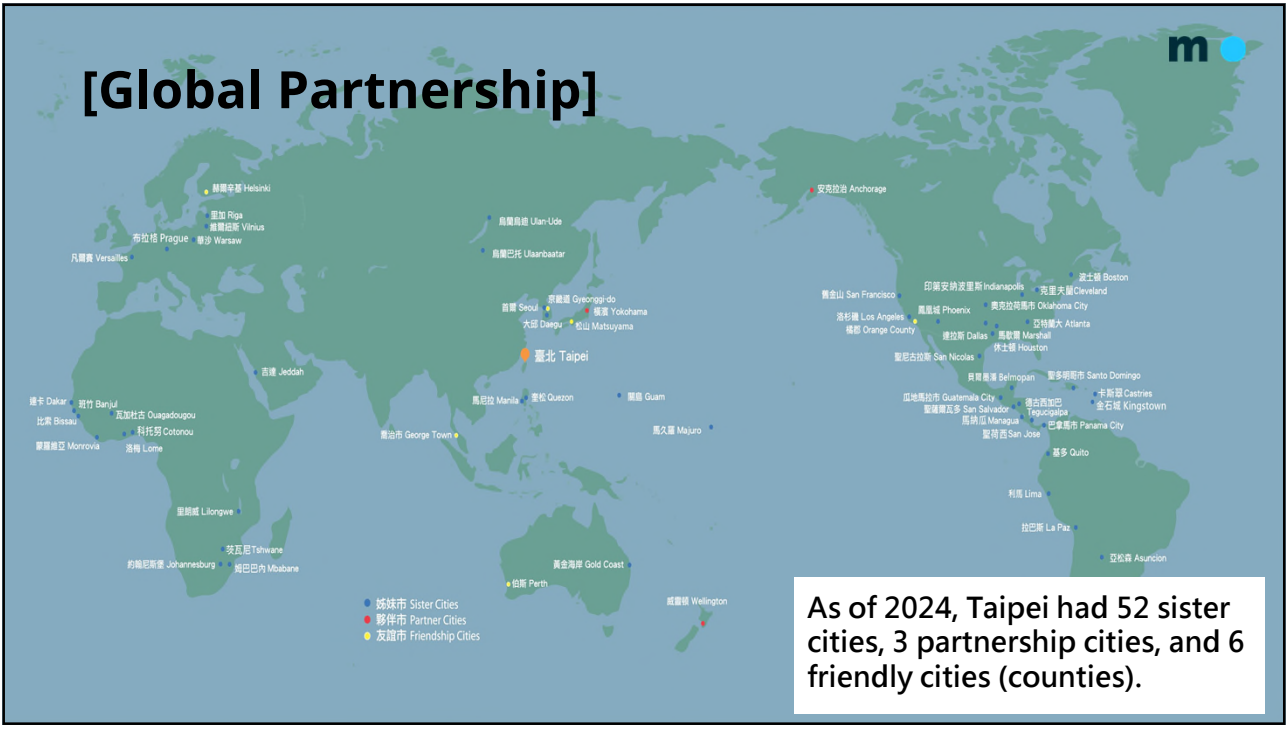 m
[Global Partnership]
赫爾辛基 Helsinki
安克拉治 Anchorage
里加 Riga
烏蘭烏迪 Ulan-Ude
維爾紐斯 Vilnius
布拉格 Prague
華沙 Warsaw
烏蘭巴托 Ulaanbaatar
凡爾賽 Versailles
波士頓 Boston
印第安納波里斯 Indianapolis
克里夫蘭 Cleveland
舊金山 San Francisco
京畿道 Gyeonggi-do
首爾 Seoul
奧克拉荷馬市 Oklahoma City
橫濱 Yokohama
鳳凰城 Phoenix
洛杉磯 Los Angeles
大邱 Daegu
松山 Matsuyama
亞特蘭大 Atlanta
橘郡 Orange County
達拉斯 Dallas
馬歇爾 Marshall
休士頓 Houston
臺北 Taipei
聖尼古拉斯 San Nicolas
吉達 Jeddah
貝爾墨潘 Belmopan
聖多明哥市 Santo Domingo
卡斯翠 Castries
達卡 Dakar
班竹 Banjul
馬尼拉 Manila
奎松 Quezon
關島 Guam
瓜地馬拉市 Guatemala City
德古西加巴
Tegucigalpa
金石城 Kingstown
瓦加杜古 Ouagadougou
聖薩爾瓦多 San Salvador
比索 Bissau
馬納瓜 Managua
巴拿馬市 Panama City
科托努 Cotonou
喬治市 George Town
馬久羅 Majuro
聖荷西 San Jose
蒙羅維亞 Monrovia
洛梅 Lome
基多 Quito
利馬 Lima
里朗威 Lilongwe
拉巴斯 La Paz
茨瓦尼 Tshwane
約翰尼斯堡 Johannesburg
姆巴巴內 Mbabane
黃金海岸 Gold Coast
亞松森 Asuncion
伯斯 Perth
威靈頓 Wellington
姊妹市 Sister Cities
夥伴市 Partner Cities
友誼市 Friendship Cities
As of 2024, Taipei had 52 sister
cities, 3 partnership cities, and 6
friendly cities (counties).